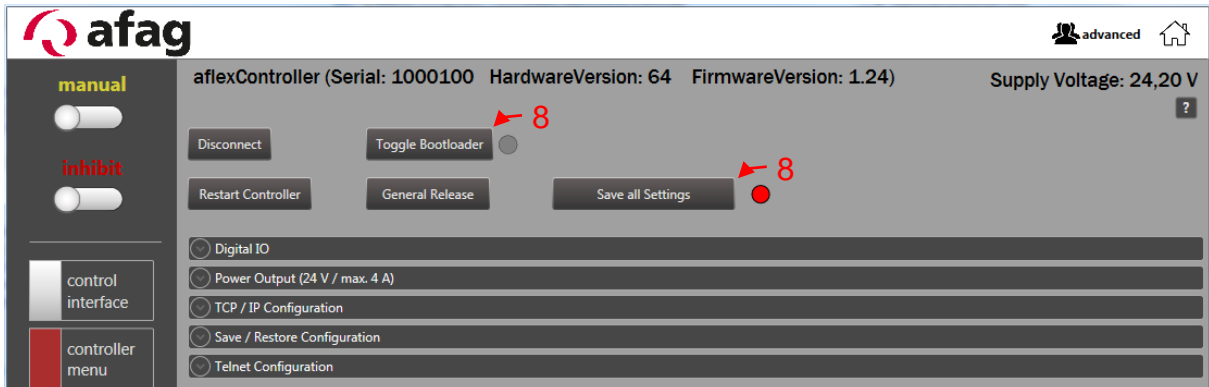 afag
advanced
manual
aflexController (Serial: 1000100 HardwareVersion: 64 FirmwareVersion: 1.24)
Supply Voltage: 24,20 V
?
8
Disconnect
Toggle Bootloader
inhibit
8
Restart Controller
General Release
Save all Settings
Digital IO
Power Output (24 V / max. 4 A)
TCP / IP Configuration
Save / Restore Configuration
Telnet Configuration
control
interface
controller
menu